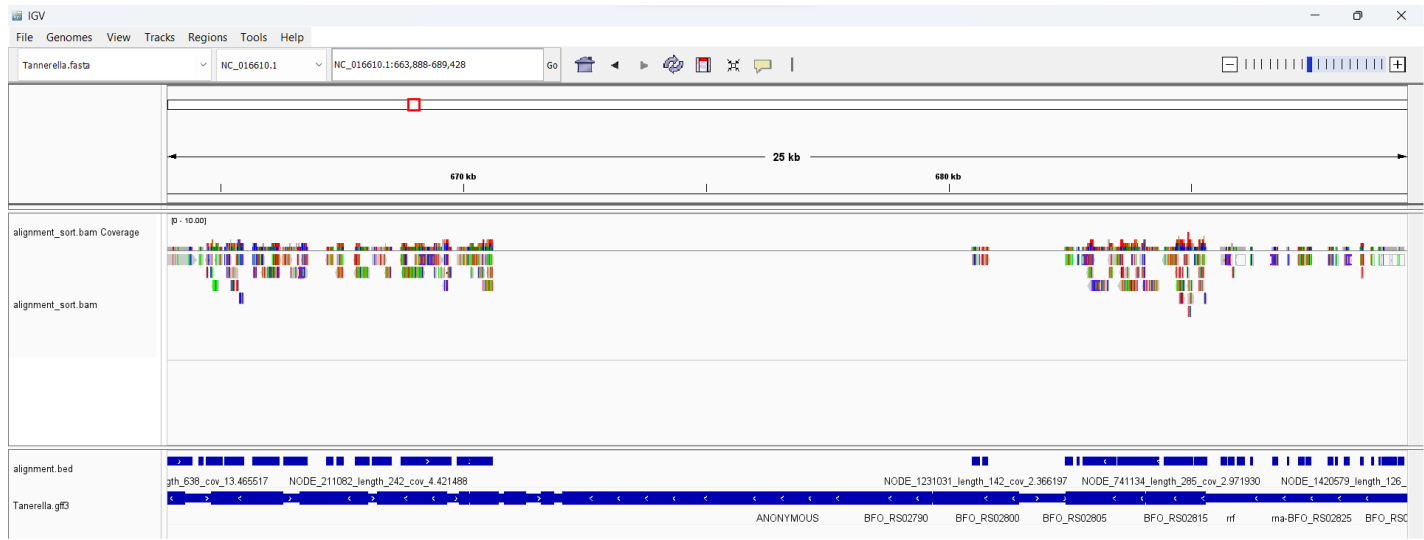 IGV
File Genomes View Tracks Regions Tools Help
Tannerella.fasta NC_016610.1 NC_016610.1:663,888-689,428 Go
25 kb
670 kb 680 kb
[0 - 10.00]
alignment_sort.bam Coverage
alignment_sort.bam
alignment.bed
gth_638_cov_13.465517 NODE_211082_length_242_cov_4.421488 NODE_1231031_length_142_cov_2.366197 NODE_741134_length_285_cov_2.971930 NODE_1420579_length_126_
Tanerella.gff3
ANONYMOUS BFO_RS02790 BFO_RS02800 BFO_RS02805 BFO_RS02815 rrf rna-BFO_RS02825 BFO_RS0